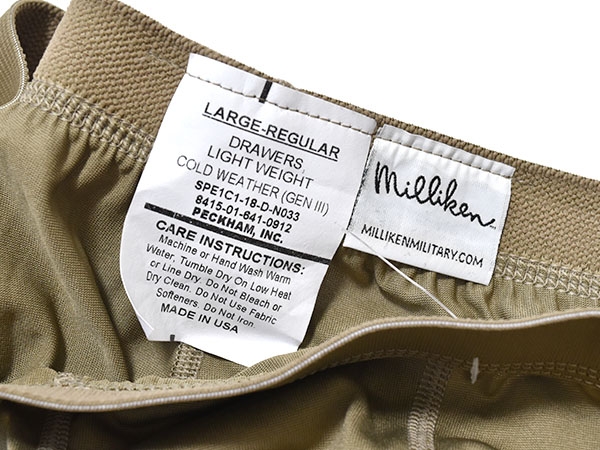 LARGE-REGULAR
DRAWERS,
LIGHT WEIGHT
COLD WEATHER (GEN III)
SPE1C1-18-D-N033
8415-01-641-0912
PECKHAM, INC.
CARE INSTRUCTIONS:
Machine or Hand Wash Warm
Water, Tumble Dry On Low Heat
or Line Dry. Do Not Bleach or
Dry Clean. Do Not Use Fabric
Softeners. Do Not Iron.
MADE IN USA
Milliken
MILLIKENMILITARY.COM